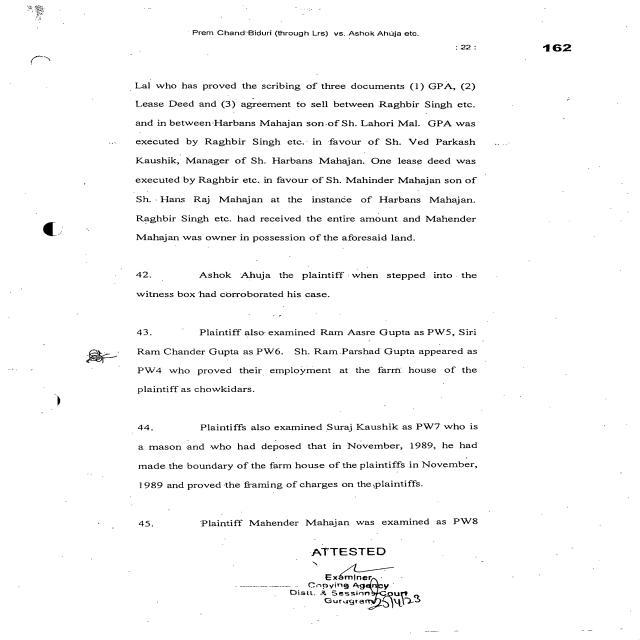 Prem Chand Biduri (through Lrs) vs. Ashok Ahuja etc.
: 22 :
162
Lal who has proved the scribing of three documents (1) GPA, (2)
Lease Deed and (3) agreement to sell between Raghbir Singh etc.
and in between Harbans Mahajan son of Sh. Lahori Mal. GPA was
executed by Raghbir Singh etc. in favour of Sh. Ved Parkash
Kaushik, Manager of Sh. Harbans Mahajan. One lease deed was
executed by Raghbir etc. in favour of Sh. Mahinder Mahajan son of
Sh. Hans Raj Mahajan at the instance of Harbans Mahajan.
Raghbir Singh etc. had received the entire amount and Mahender
Mahajan was owner in possession of the aforesaid land.
42. Ashok Ahuja the plaintiff when stepped into the
witness box had corroborated his case.
43. Plaintiff also examined Ram Aasre Gupta as PW5, Siri
Ram Chander Gupta as PW6. Sh. Ram Parshad Gupta appeared as
PW4 who proved their employment at the farm house of the
plaintiff as chowkidars.
44. Plaintiffs also examined Suraj Kaushik as PW7 who is
a mason and who had deposed that in November, 1989, he had
made the boundary of the farm house of the plaintiffs in November,
1989 and proved the framing of charges on the plaintiffs.
45. Plaintiff Mahender Mahajan was examined as PW8
ATTESTED
Examiner
Copying Agency
Distt. & Sessions Court
Gurugram 25/4/23